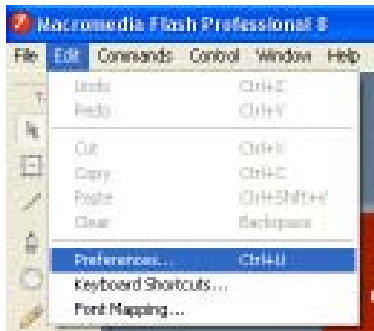 Macromedia Flash Professional 8
File Edit Commands Control Window Help
Undo Ctrl+Z
Redo Ctrl+Y
Cut Ctrl+X
Copy Ctrl+C
Paste Ctrl+Shift+V
Clear Backspace
Preferences... Ctrl+U
Keyboard Shortcuts...
Font Mapping...